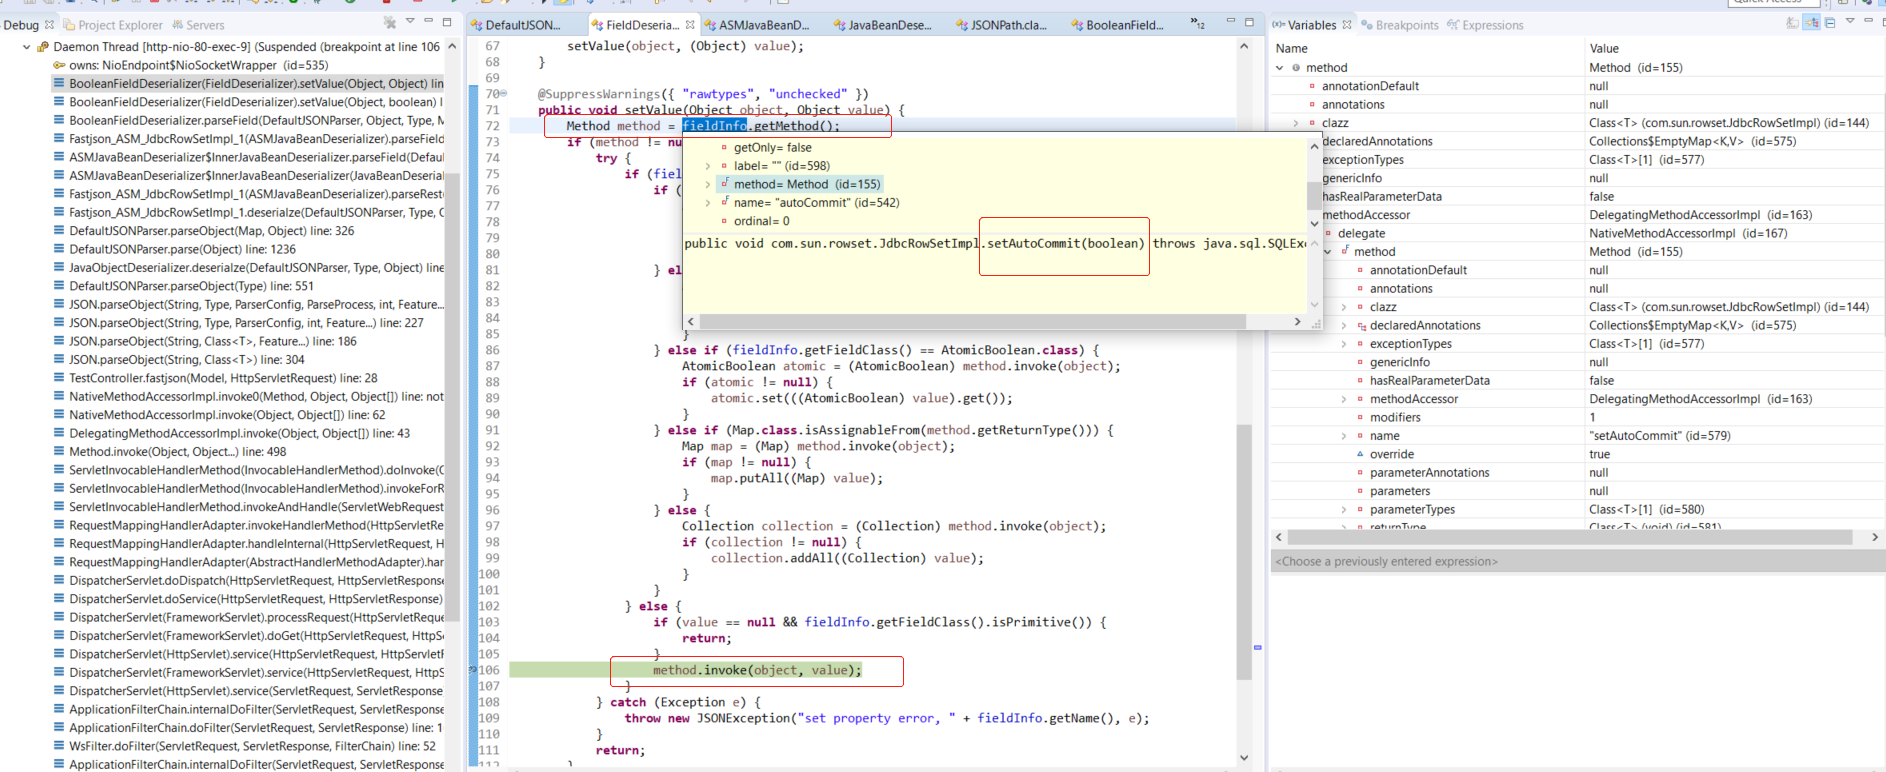 Quick Access
Debug
Project Explorer
Servers
Daemon Thread [http-nio-80-exec-9] (Suspended (breakpoint at line 106
owns: NioEndpoint$NioSocketWrapper  (id=535)
BooleanFieldDeserializer(FieldDeserializer).setValue(Object, Object) lin
BooleanFieldDeserializer(FieldDeserializer).setValue(Object, boolean) l
BooleanFieldDeserializer.parseField(DefaultJSONParser, Object, Type, M
Fastjson_ASM_JdbcRowSetImpl_1(ASMJavaBeanDeserializer).parseField
ASMJavaBeanDeserializer$InnerJavaBeanDeserializer.parseField(Defau
ASMJavaBeanDeserializer$InnerJavaBeanDeserializer(JavaBeanDeseria
Fastjson_ASM_JdbcRowSetImpl_1(ASMJavaBeanDeserializer).parseRest
Fastjson_ASM_JdbcRowSetImpl_1.deserialze(DefaultJSONParser, Type, O
DefaultJSONParser.parseObject(Map, Object) line: 326
DefaultJSONParser.parse(Object) line: 1236
JavaObjectDeserializer.deserialze(DefaultJSONParser, Type, Object) line
DefaultJSONParser.parseObject(Type) line: 551
JSON.parseObject(String, Type, ParserConfig, ParseProcess, int, Feature...
JSON.parseObject(String, Type, ParserConfig, int, Feature...) line: 227
JSON.parseObject(String, Class<T>, Feature...) line: 186
JSON.parseObject(String, Class<T>) line: 304
TestController.fastjson(Model, HttpServletRequest) line: 28
NativeMethodAccessorImpl.invoke0(Method, Object, Object[]) line: not
NativeMethodAccessorImpl.invoke(Object, Object[]) line: 62
DelegatingMethodAccessorImpl.invoke(Object, Object[]) line: 43
Method.invoke(Object, Object...) line: 498
ServletInvocableHandlerMethod(InvocableHandlerMethod).doInvoke(O
ServletInvocableHandlerMethod(InvocableHandlerMethod).invokeForR
ServletInvocableHandlerMethod.invokeAndHandle(ServletWebRequest
RequestMappingHandlerAdapter.invokeHandlerMethod(HttpServletRe
RequestMappingHandlerAdapter.handleInternal(HttpServletRequest, H
RequestMappingHandlerAdapter(AbstractHandlerMethodAdapter).har
DispatcherServlet.doDispatch(HttpServletRequest, HttpServletResponse
DispatcherServlet.doService(HttpServletRequest, HttpServletResponse)
DispatcherServlet(FrameworkServlet).processRequest(HttpServletReque
DispatcherServlet(FrameworkServlet).doGet(HttpServletRequest, HttpS
DispatcherServlet(HttpServlet).service(HttpServletRequest, HttpServletR
DispatcherServlet(FrameworkServlet).service(HttpServletRequest, HttpS
DispatcherServlet(HttpServlet).service(ServletRequest, ServletResponse
ApplicationFilterChain.internalDoFilter(ServletRequest, ServletRespons
ApplicationFilterChain.doFilter(ServletRequest, ServletResponse) line: 1
WsFilter.doFilter(ServletRequest, ServletResponse, FilterChain) line: 52
ApplicationFilterChain.internalDoFilter(ServletRequest, ServletRespons
DefaultJSON...
FieldDeseria...
ASMJavaBeanD...
JavaBeanDese...
JSONPath.cla...
BooleanField...
»12
67 setValue(object, (Object) value);
68 }
69
70 @SuppressWarnings({ "rawtypes", "unchecked" })
71 public void setValue(Object object, Object value) {
72 Method method = fieldInfo.getMethod();
73 if (method != nu
74 try {
75 if (fiel
76 if (
77
78
79
80
81 } el
82
83
84
85 }
86 } else if (fieldInfo.getFieldClass() == AtomicBoolean.class) {
87 AtomicBoolean atomic = (AtomicBoolean) method.invoke(object);
88 if (atomic != null) {
89 atomic.set(((AtomicBoolean) value).get());
90 }
91 } else if (Map.class.isAssignableFrom(method.getReturnType())) {
92 Map map = (Map) method.invoke(object);
93 if (map != null) {
94 map.putAll((Map) value);
95 }
96 } else {
97 Collection collection = (Collection) method.invoke(object);
98 if (collection != null) {
99 collection.addAll((Collection) value);
100 }
101 }
102 } else {
103 if (value == null && fieldInfo.getFieldClass().isPrimitive()) {
104 return;
105 }
106 method.invoke(object, value);
107 }
108 } catch (Exception e) {
109 throw new JSONException("set property error, " + fieldInfo.getName(), e);
110 }
111 return;
112 }
getOnly= false
label= "" (id=598)
method= Method  (id=155)
name= "autoCommit" (id=542)
ordinal= 0
public void com.sun.rowset.JdbcRowSetImpl.setAutoCommit(boolean) throws java.sql.SQLExc
Variables
Breakpoints
Expressions
Name Value
method Method  (id=155)
annotationDefault null
annotations null
clazz Class<T> (com.sun.rowset.JdbcRowSetImpl) (id=144)
declaredAnnotations Collections$EmptyMap<K,V>  (id=575)
exceptionTypes Class<T>[1]  (id=577)
genericInfo null
hasRealParameterData false
methodAccessor DelegatingMethodAccessorImpl  (id=163)
delegate NativeMethodAccessorImpl  (id=167)
method Method  (id=155)
annotationDefault null
annotations null
clazz Class<T> (com.sun.rowset.JdbcRowSetImpl) (id=144)
declaredAnnotations Collections$EmptyMap<K,V>  (id=575)
exceptionTypes Class<T>[1]  (id=577)
genericInfo null
hasRealParameterData false
methodAccessor DelegatingMethodAccessorImpl  (id=163)
modifiers 1
name "setAutoCommit" (id=579)
override true
parameterAnnotations null
parameters null
parameterTypes Class<T>[1]  (id=580)
returnType Class<T> (void) (id=581)
<Choose a previously entered expression>